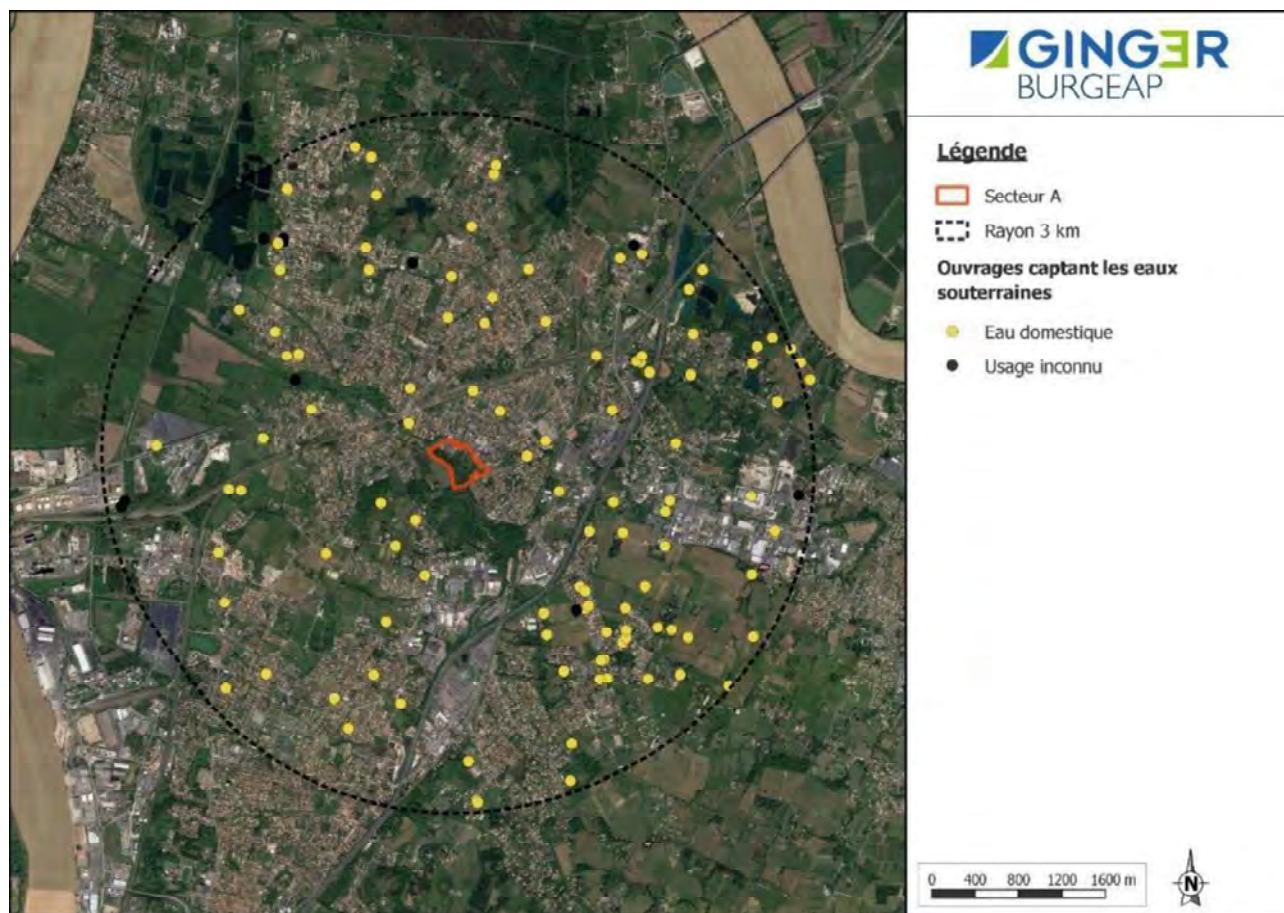 GINGER
BURGEAP
Légende
Secteur A
Rayon 3 km
Ouvrages captant les eaux
souterraines
Eau domestique
Usage inconnu
0 400 800 1200 1600 m
N